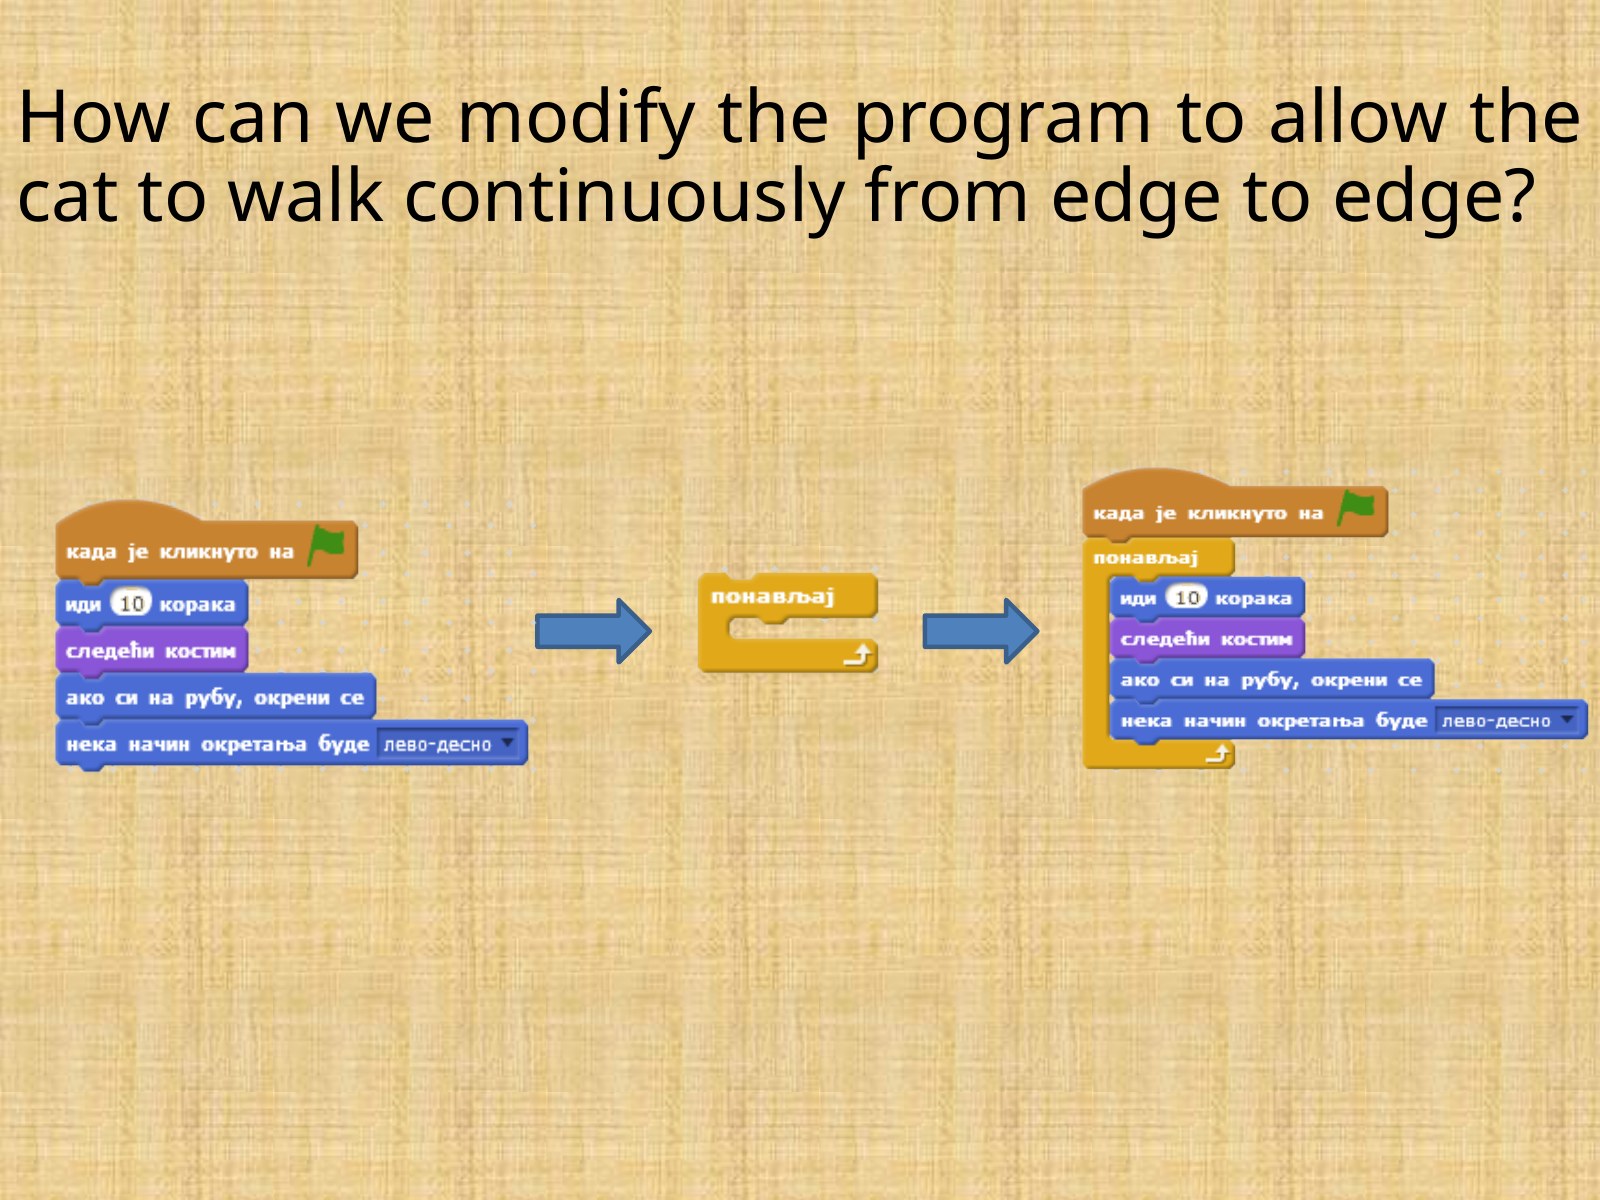 How can we modify the program to allow the
cat to walk continuously from edge to edge?
када је кликнуто на
иди 10 корака
следећи костим
ако си на рубу, окрени се
нека начин окретања буде лево-десно
понављај
када је кликнуто на
понављај
иди 10 корака
следећи костим
ако си на рубу, окрени се
нека начин окретања буде лево-десно